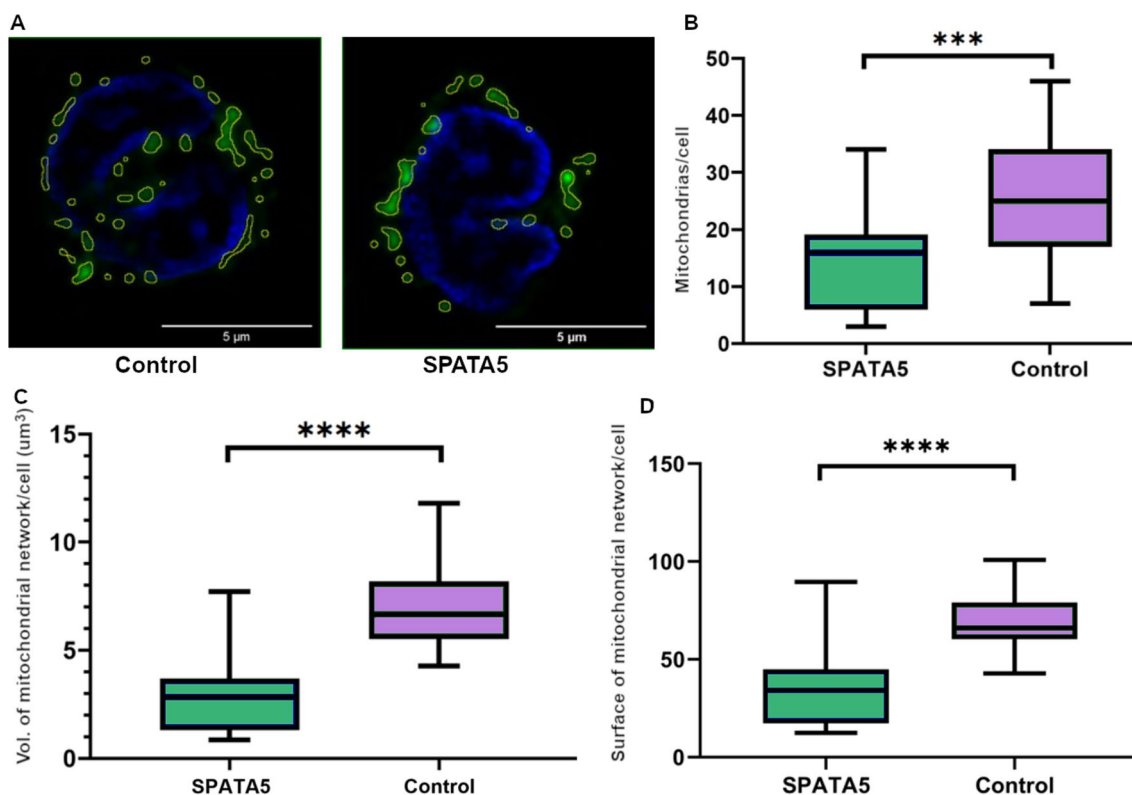 A
5 µm
Control
5 µm
SPATA5
B
***
Mitochondrias/cell
50
40
30
20
10
0
SPATA5
Control
C
****
Vol. of mitochondrial network/cell (um³)
15
10
5
0
SPATA5
Control
D
****
Surface of mitochondrial network/cell
150
100
50
0
SPATA5
Control